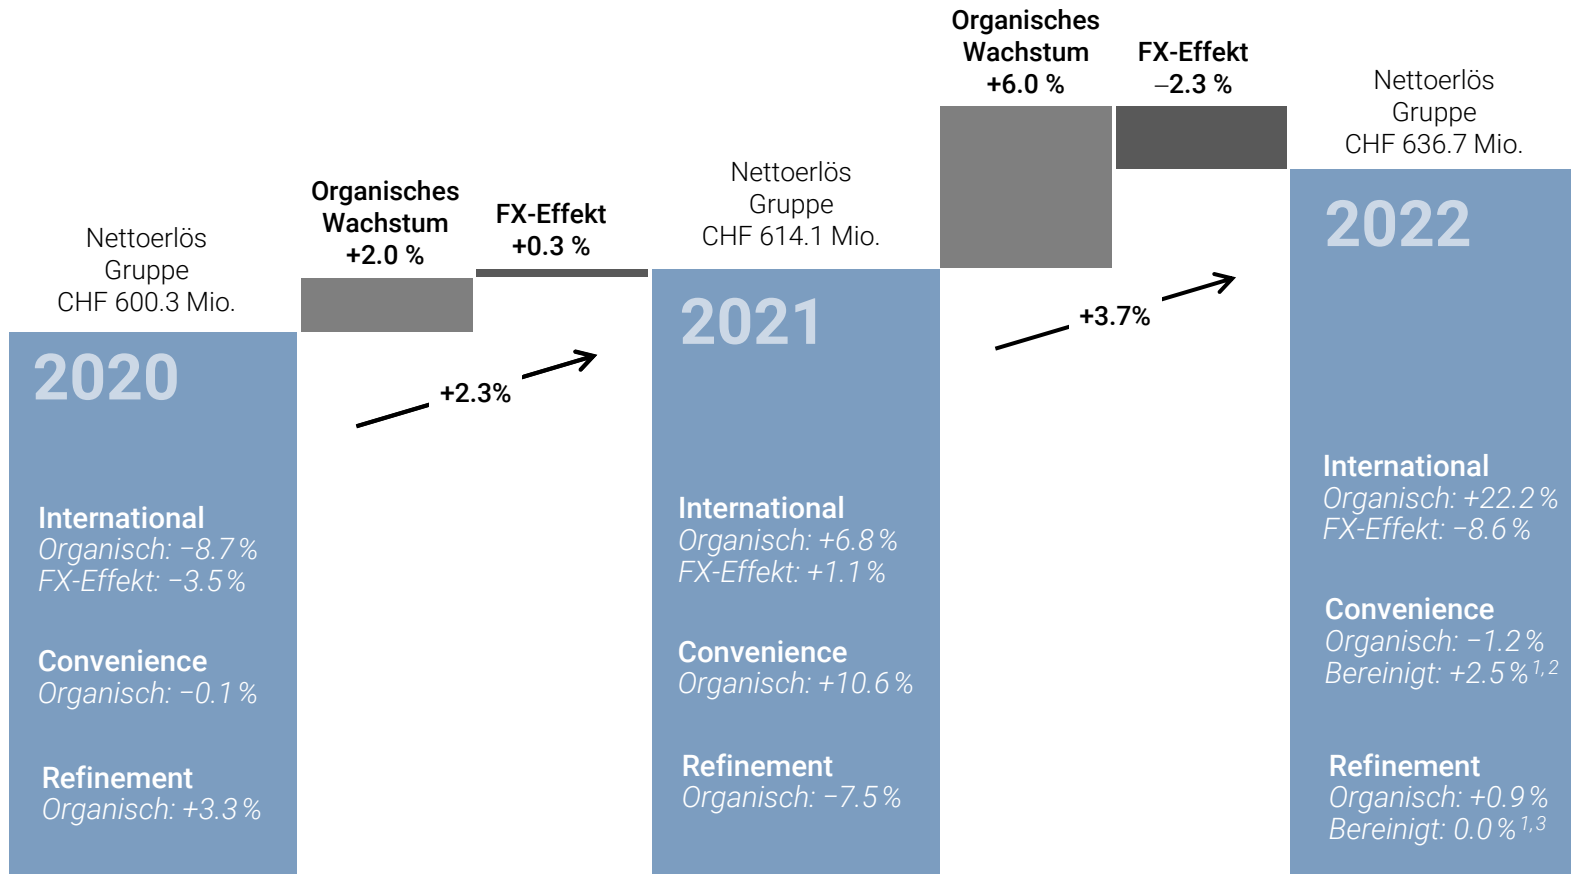 Nettoerlös
Gruppe
CHF 600.3 Mio.
2020
International
Organisch: −8.7 %
FX-Effekt: −3.5 %
Convenience
Organisch: −0.1 %
Refinement
Organisch: +3.3 %
Organisches
Wachstum
+2.0 %
FX-Effekt
+0.3 %
+2.3%
Nettoerlös
Gruppe
CHF 614.1 Mio.
2021
International
Organisch: +6.8 %
FX-Effekt: +1.1 %
Convenience
Organisch: +10.6 %
Refinement
Organisch: −7.5 %
Organisches
Wachstum
+6.0 %
FX-Effekt
−2.3 %
+3.7%
Nettoerlös
Gruppe
CHF 636.7 Mio.
2022
International
Organisch: +22.2 %
FX-Effekt: −8.6 %
Convenience
Organisch: −1.2 %
Bereinigt: +2.5 % 1, 2
Refinement
Organisch: +0.9 %
Bereinigt: 0.0 % 1, 3